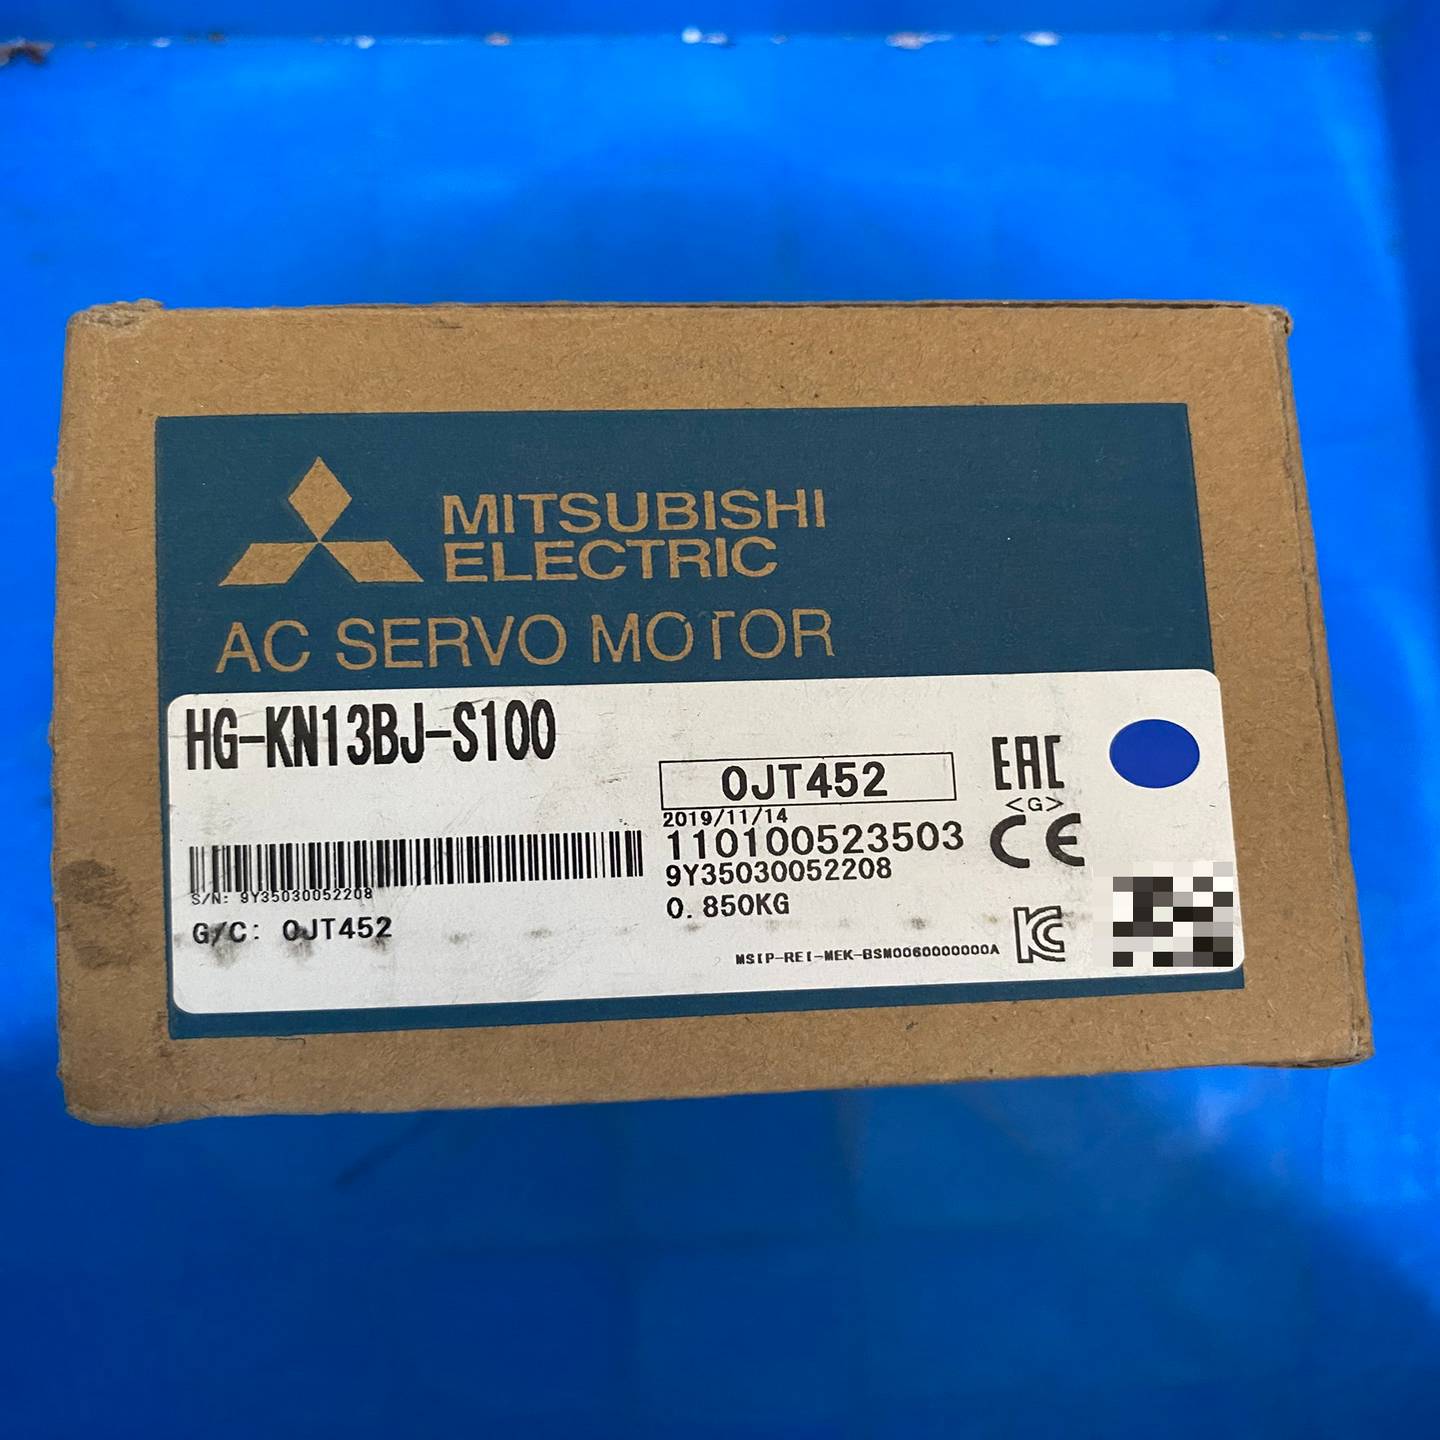 MITSUBISHI
ELECTRIC
AC SERVO MOTOR
HG-KN13BJ-S100
0JT452
2019/11/14
110100523503
9Y35030052208
0.850KG
S/N: 9Y35030052208
G/C: 0JT452
EAC
<G>
CE
KC
MSIP-REI-MEK-BSM0060000000A